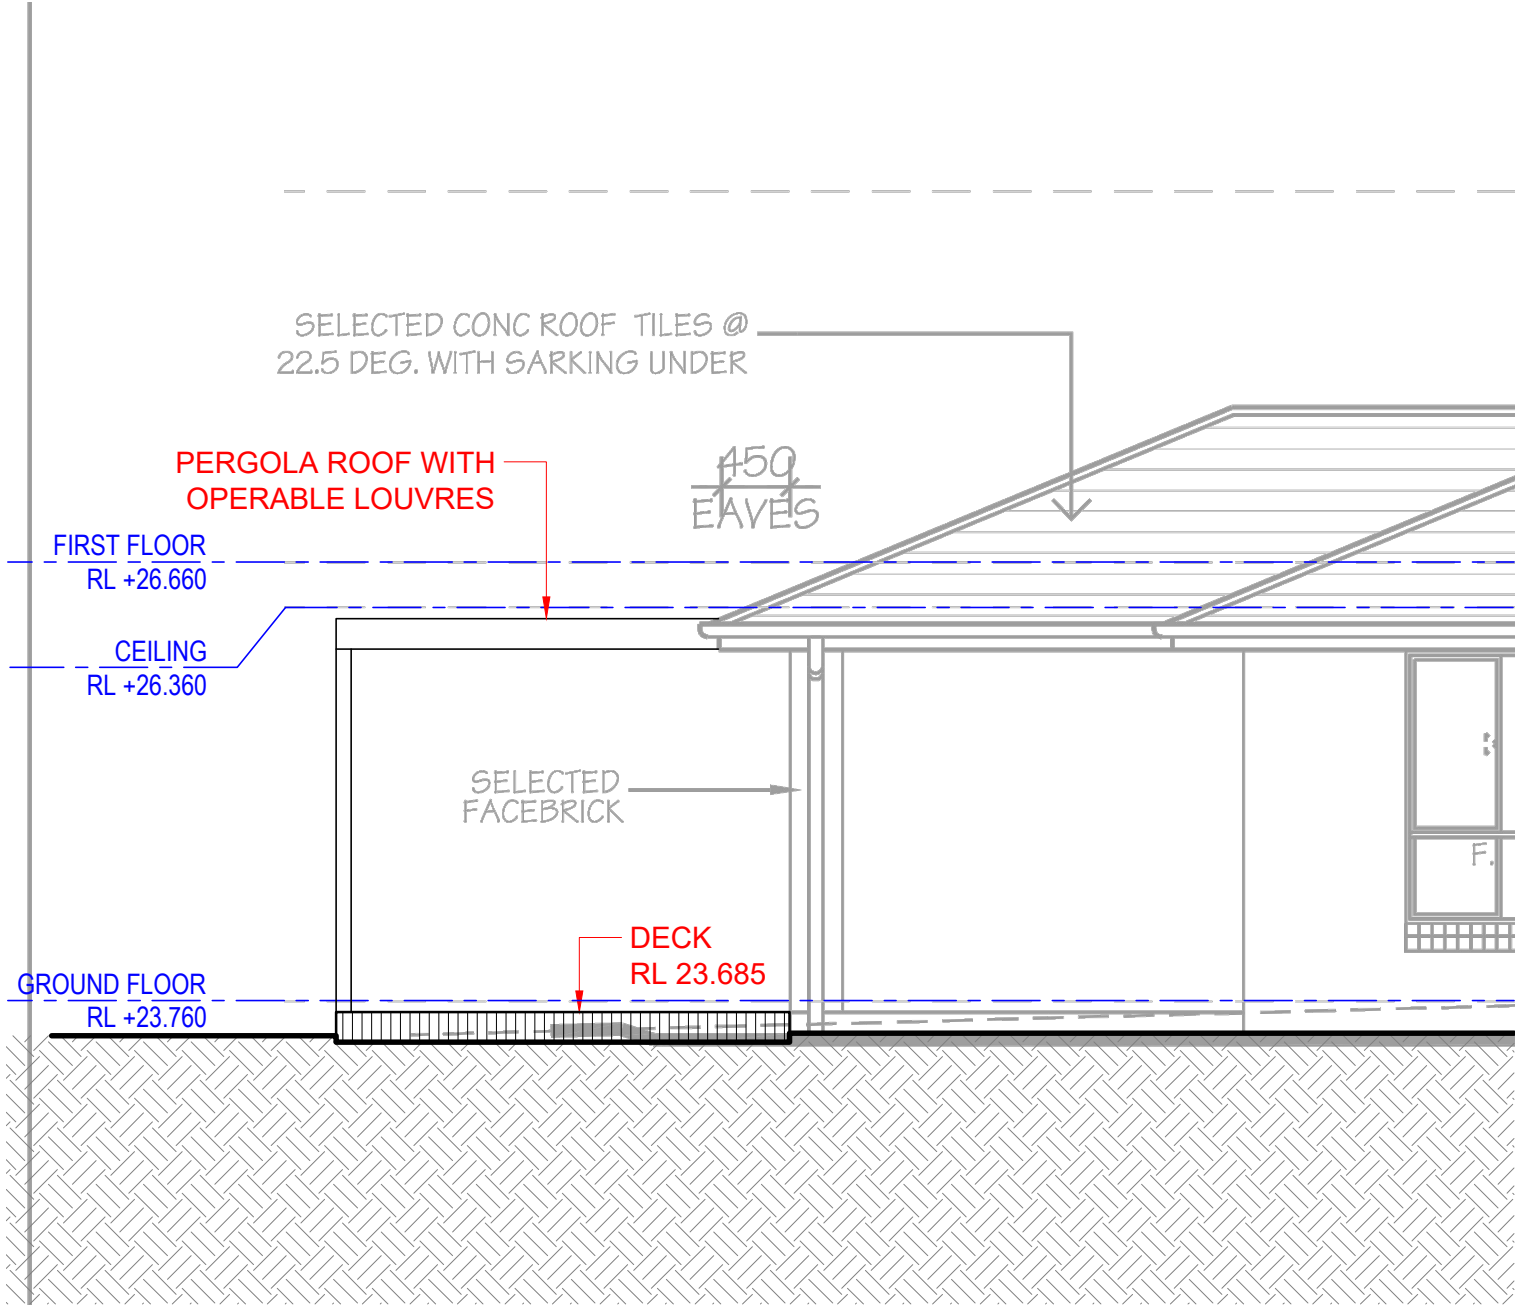 SELECTED CONC ROOF TILES @
22.5 DEG. WITH SARKING UNDER
PERGOLA ROOF WITH
OPERABLE LOUVRES
450
EAVES
FIRST FLOOR
RL +26.660
CEILING
RL +26.360
SELECTED
FACEBRICK
F.
DECK
RL 23.685
GROUND FLOOR
RL +23.760